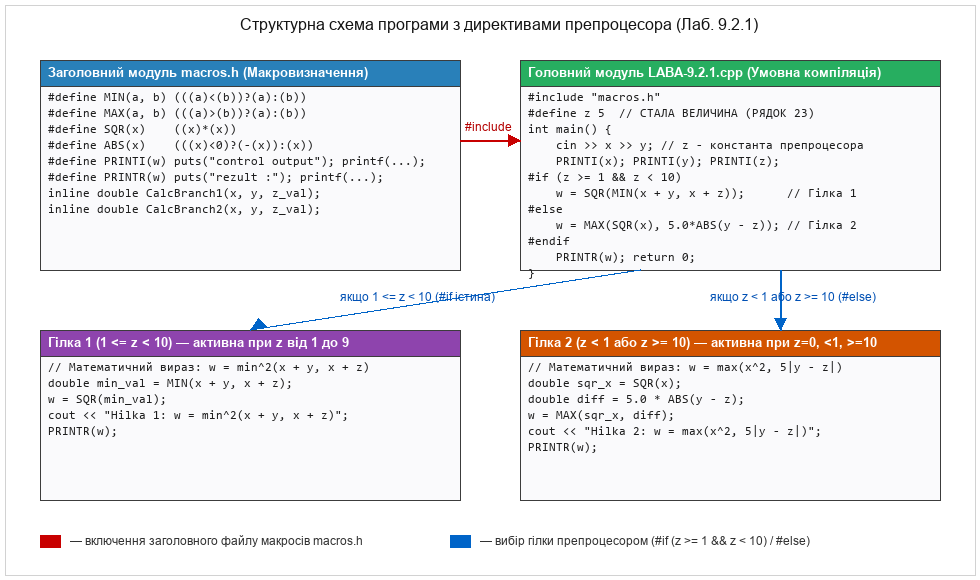 Структурна схема програми з директивами препроцесора (Лаб. 9.2.1)
Заголовний модуль macros.h (Макровизначення)
#define MIN(a, b) (((a)<(b))?(a):(b))
#define MAX(a, b) (((a)>(b))?(a):(b))
#define SQR(x)    ((x)*(x))
#define ABS(x)    (((x)<0)?(-(x)):(x))
#define PRINTI(w) puts("control output"); printf(...);
#define PRINTR(w) puts("rezult :"); printf(...);
inline double CalcBranch1(x, y, z_val);
inline double CalcBranch2(x, y, z_val);
#include
Головний модуль LABA-9.2.1.cpp (Умовна компіляція)
#include "macros.h"
#define z 5  // СТАЛА ВЕЛИЧИНА (РЯДОК 23)
int main() {
    cin >> x >> y; // z - константа препроцесора
    PRINTI(x); PRINTI(y); PRINTI(z);
#if (z >= 1 && z < 10)
    w = SQR(MIN(x + y, x + z));      // Гілка 1
#else
    w = MAX(SQR(x), 5.0*ABS(y - z)); // Гілка 2
#endif
    PRINTR(w); return 0;
}
якщо 1 <= z < 10 (#if істина)
якщо z < 1 або z >= 10 (#else)
Гілка 1 (1 <= z < 10) — активна при z від 1 до 9
// Математичний вираз: w = min^2(x + y, x + z)
double min_val = MIN(x + y, x + z);
w = SQR(min_val);
cout << "Hilka 1: w = min^2(x + y, x + z)";
PRINTR(w);
Гілка 2 (z < 1 або z >= 10) — активна при z=0, <1, >=10
// Математичний вираз: w = max(x^2, 5|y - z|)
double sqr_x = SQR(x);
double diff = 5.0 * ABS(y - z);
w = MAX(sqr_x, diff);
cout << "Hilka 2: w = max(x^2, 5|y - z|)";
PRINTR(w);
— включення заголовного файлу макросів macros.h
— вибір гілки препроцесором (#if (z >= 1 && z < 10) / #else)